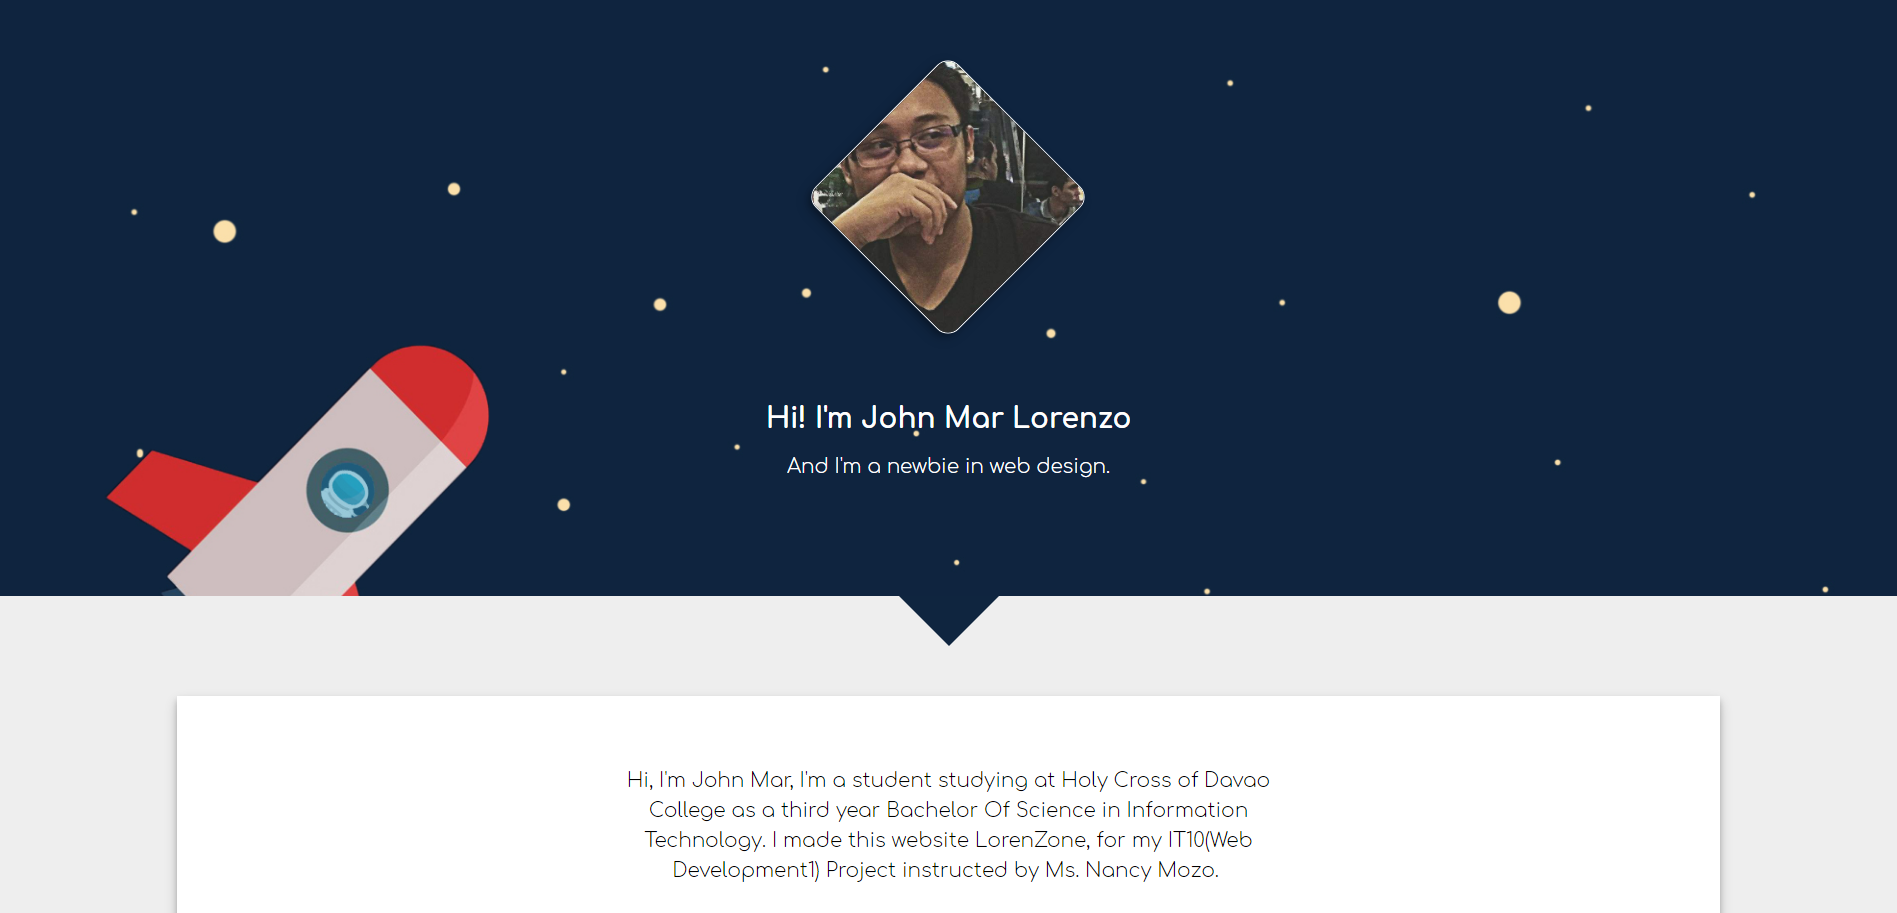 Hi! I'm John Mar Lorenzo
And I'm a newbie in web design.
Hi, I'm John Mar, I'm a student studying at Holy Cross of Davao
College as a third year Bachelor Of Science in Information
Technology. I made this website LorenZone, for my IT10(Web
Development1) Project instructed by Ms. Nancy Mozo.